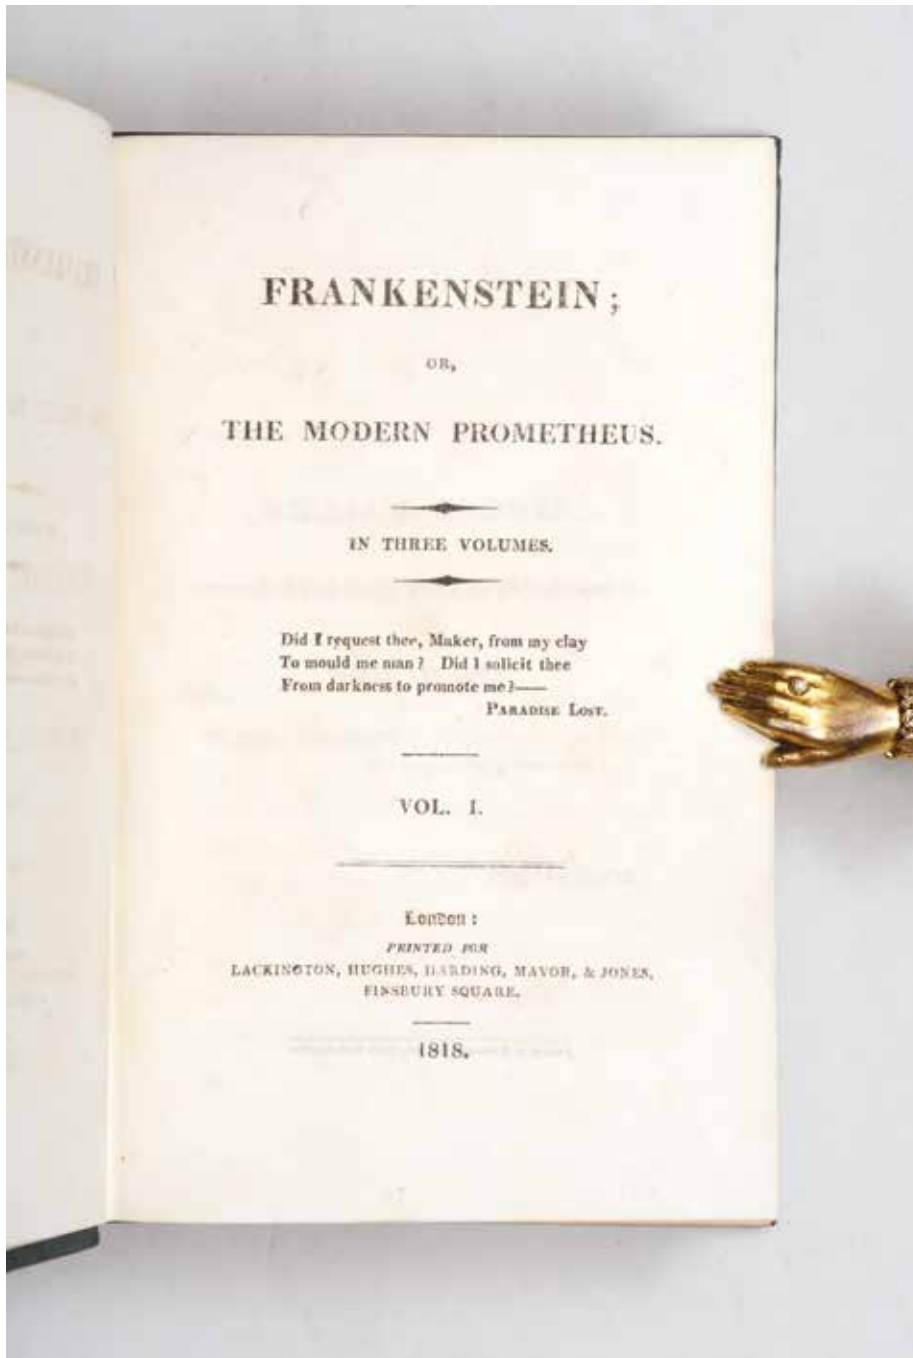 FRANKENSTEIN;
OR,
THE MODERN PROMETHEUS.
IN THREE VOLUMES.
Did I request thee, Maker, from my clay
To mould me man? Did I solicit thee
From darkness to promote me?——
PARADISE LOST.
VOL. I.
London:
PRINTED FOR
LACKINGTON, HUGHES, HARDING, MAVOR, & JONES,
FINSBURY SQUARE.
1818.